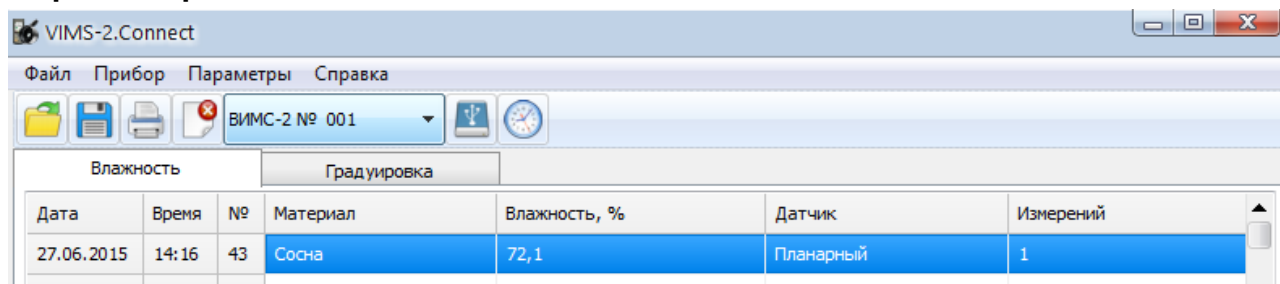 VIMS-2.Connect
Файл Прибор Параметры Справка
ВИМС-2 № 001
Влажность Градуировка
Дата Время № Материал Влажность, % Датчик Измерений
27.06.2015 14:16 43 Сосна 72,1 Планарный 1